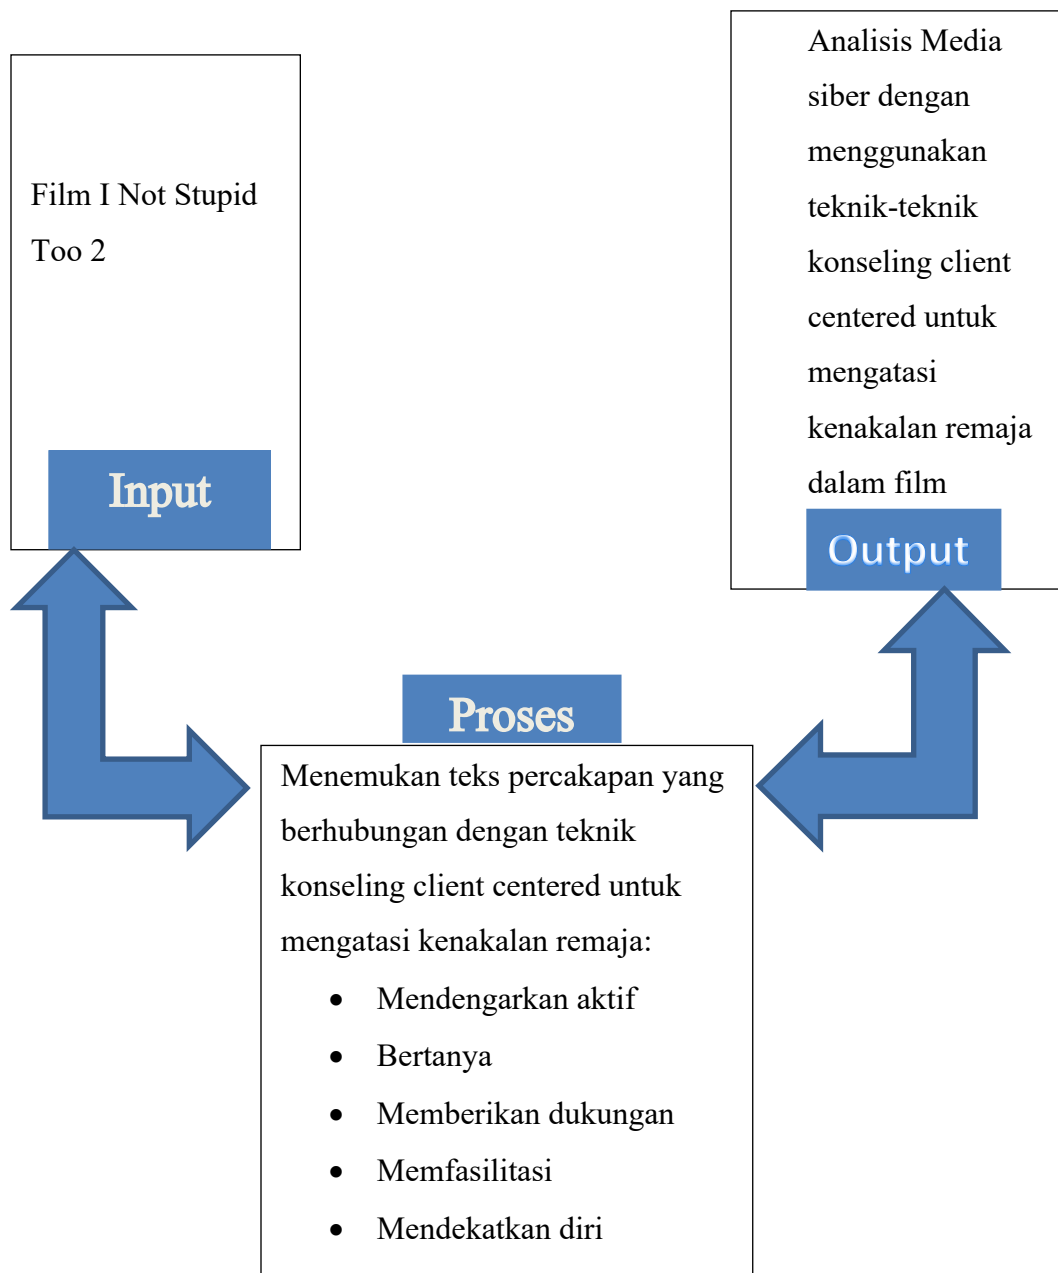 Film I Not Stupid
Too 2
Input
Analisis Media
siber dengan
menggunakan
teknik-teknik
konseling client
centered untuk
mengatasi
kenakalan remaja
dalam film
Output
Proses
Menemukan teks percakapan yang
berhubungan dengan teknik
konseling client centered untuk
mengatasi kenakalan remaja:
• Mendengarkan aktif
• Bertanya
• Memberikan dukungan
• Memfasilitasi
• Mendekatkan diri